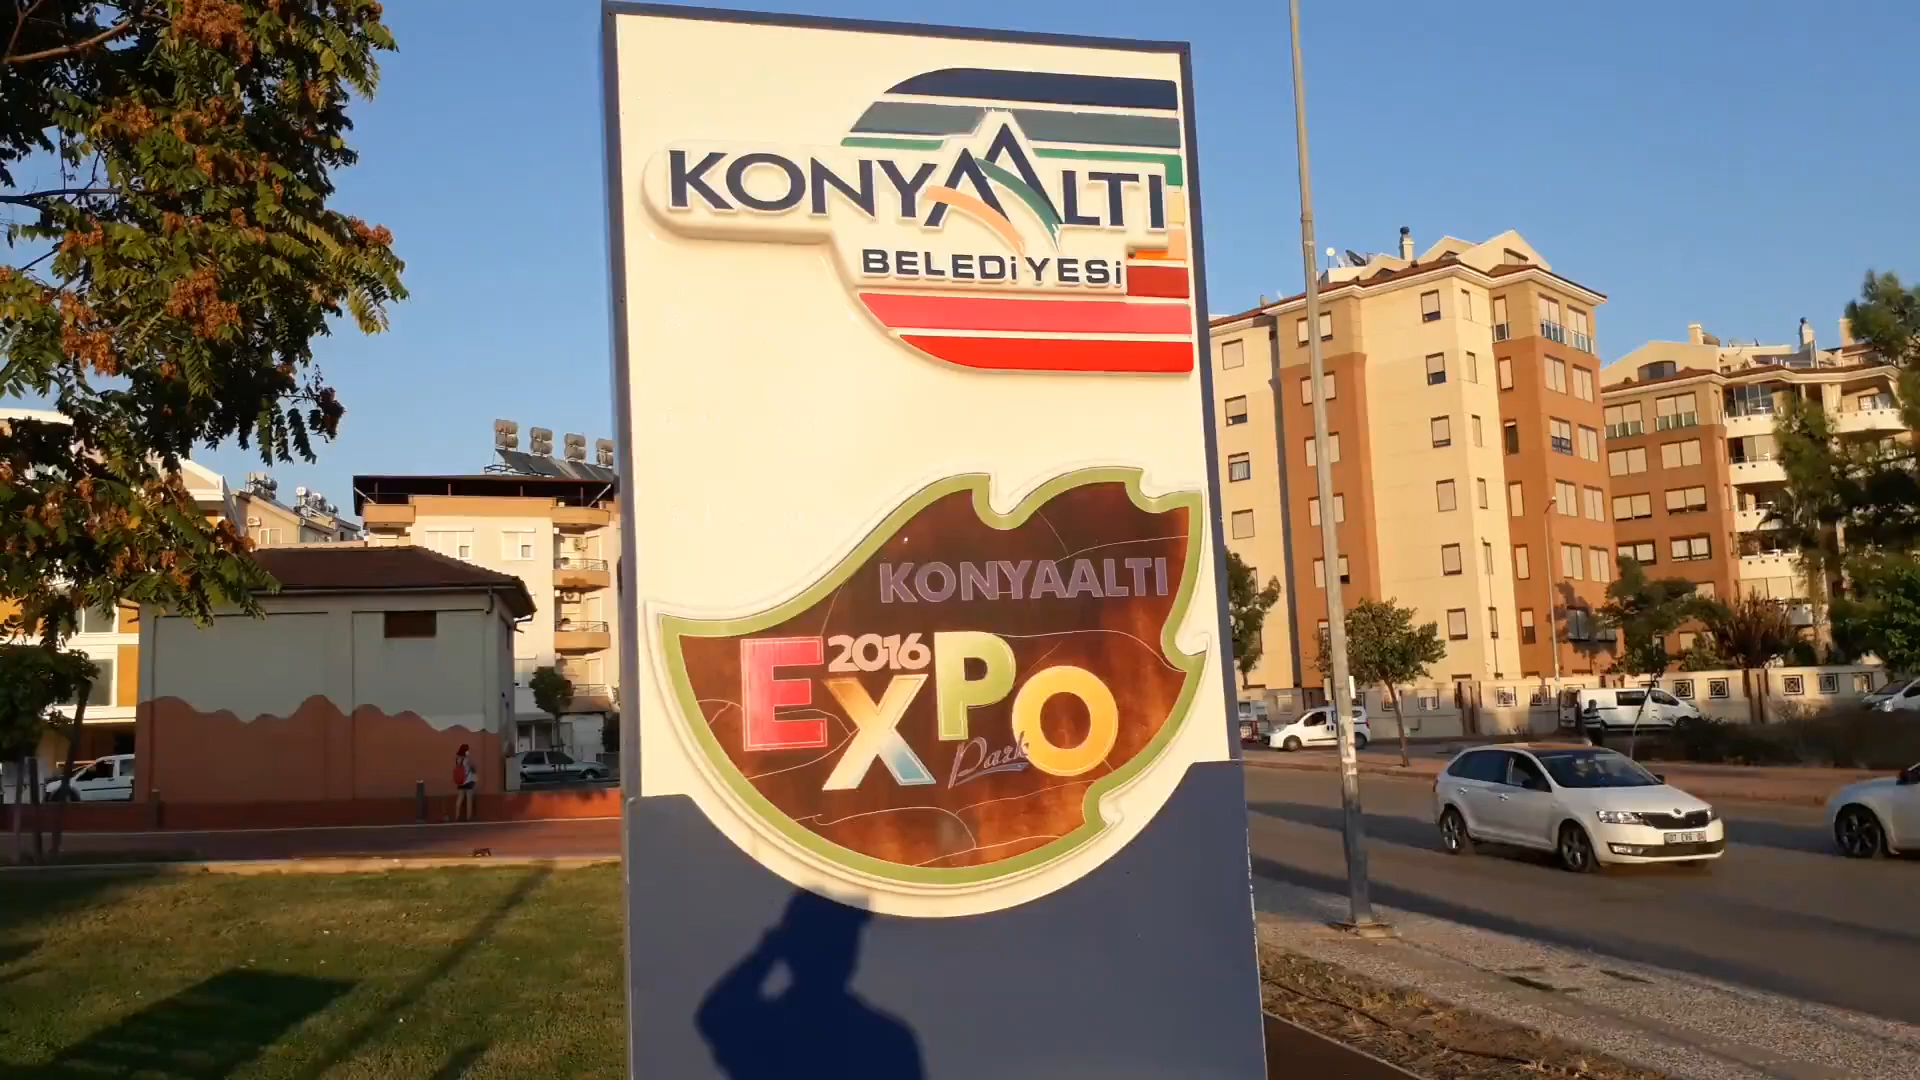 KONYAALTI
BELEDİYESİ
KONYAALTI
2016
EXPO
Park